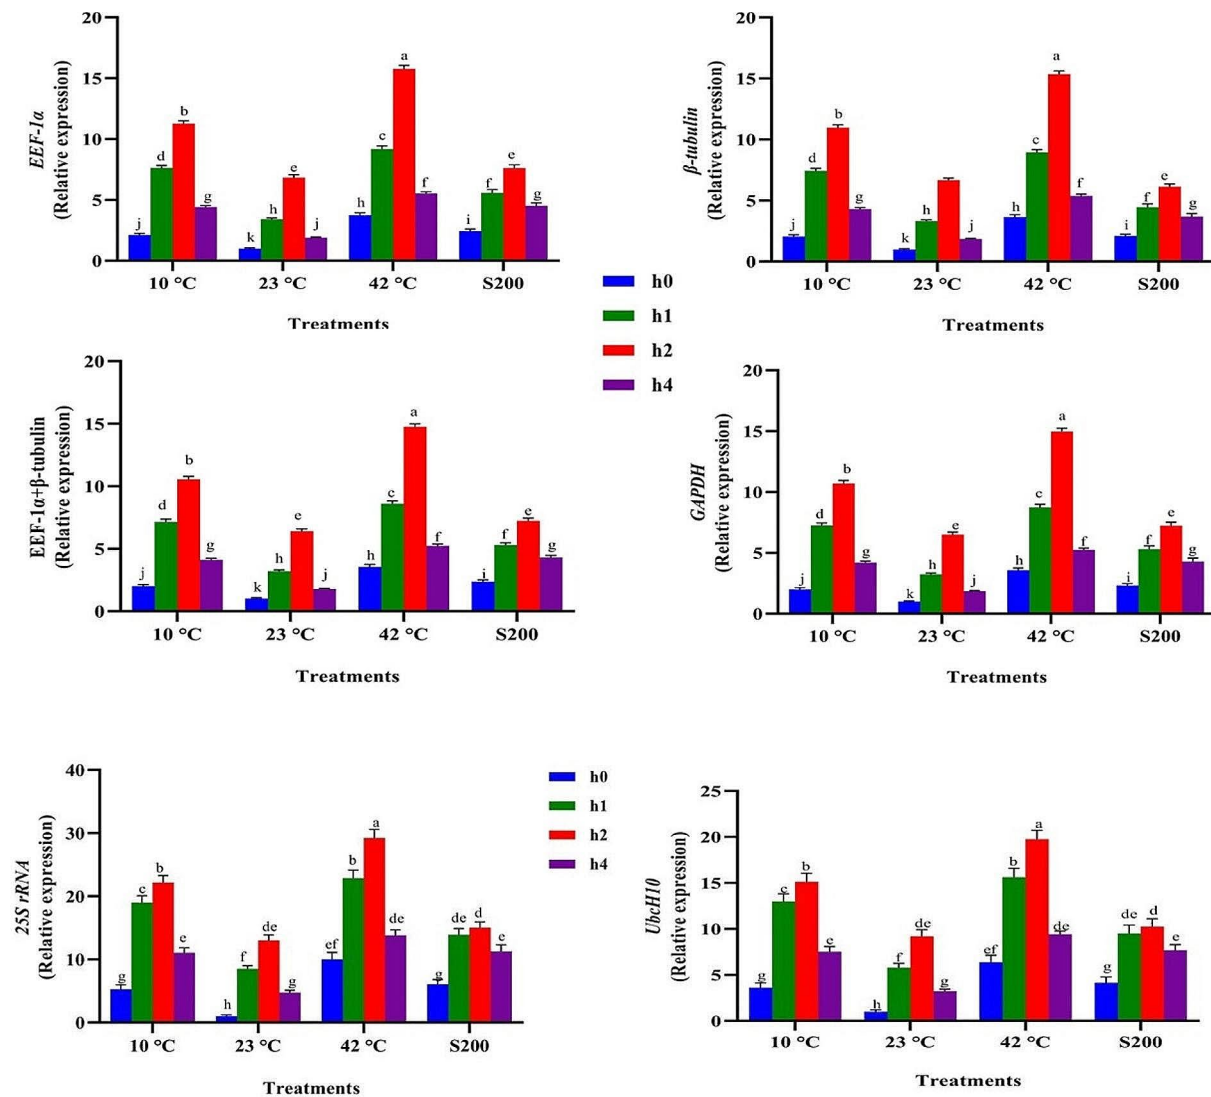 EEF-1α
(Relative expression)
20
15
10
5
0
j
d
b
g
k
h
e
j
h
c
a
f
i
f
e
g
10 °C
23 °C
42 °C
S200
Treatments
β-tubulin
(Relative expression)
20
15
10
5
0
j
d
b
g
k
h
j
h
c
a
f
i
f
e
g
10 °C
23 °C
42 °C
S200
Treatments
h0
h1
h2
h4
EEF-1α+β-tubulin
(Relative expression)
20
15
10
5
0
j
d
b
g
k
h
e
j
h
c
a
f
i
f
e
g
10 °C
23 °C
42 °C
S200
Treatments
GAPDH
(Relative expression)
20
15
10
5
0
j
d
b
g
k
h
e
j
h
c
a
f
i
f
e
g
10 °C
23 °C
42 °C
S200
Treatments
25S rRNA
(Relative expression)
40
30
20
10
0
g
c
b
e
h
f
de
g
ef
b
a
de
g
de
d
e
10 °C
23 °C
42 °C
S200
Treatments
h0
h1
h2
h4
UbcH10
(Relative expression)
25
20
15
10
5
0
g
c
b
e
h
f
de
g
ef
b
a
de
g
de
d
e
10 °C
23 °C
42 °C
S200
Treatments